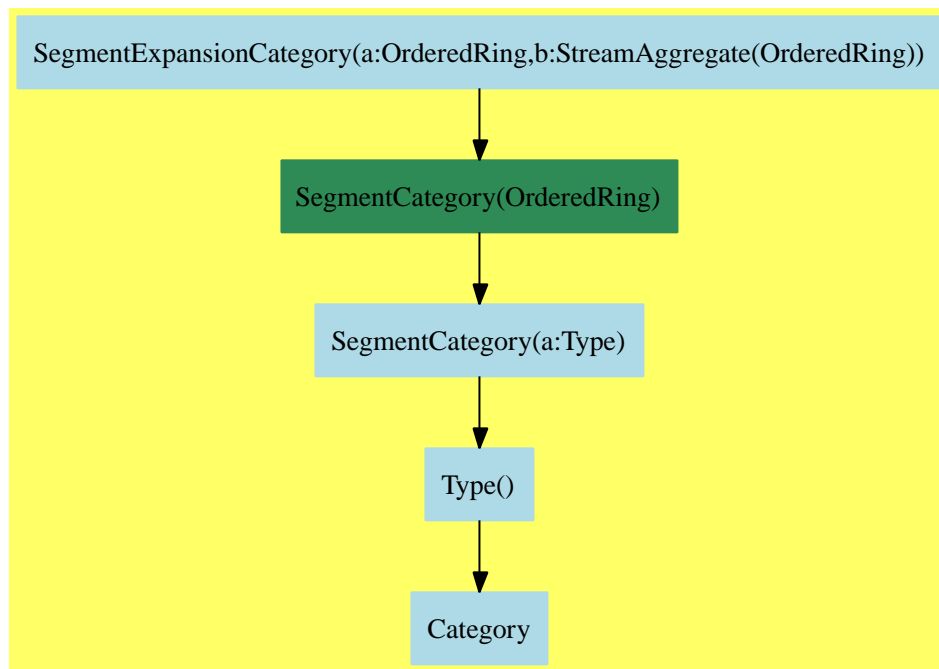 SegmentExpansionCategory(a:OrderedRing,b:StreamAggregate(OrderedRing))
SegmentCategory(OrderedRing)
SegmentCategory(a:Type)
Type()
Category